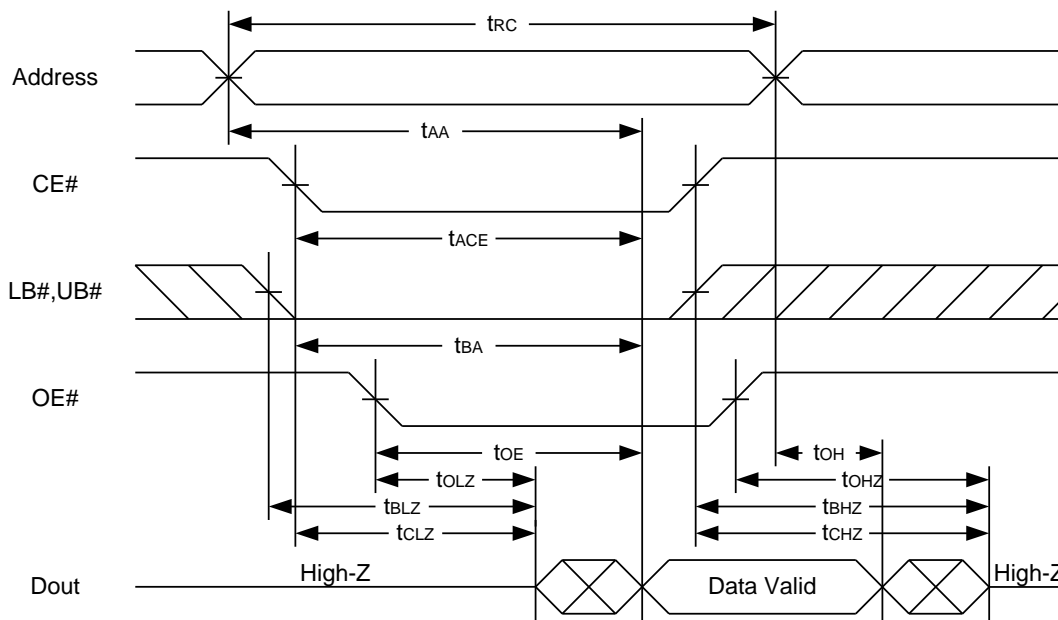 tRC
Address
tAA
CE#
tACE
LB#,UB#
tBA
OE#
tOE
tOH
tOLZ
tOHZ
tBLZ
tBHZ
tCLZ
tCHZ
High-Z
Dout
Data Valid
High-Z